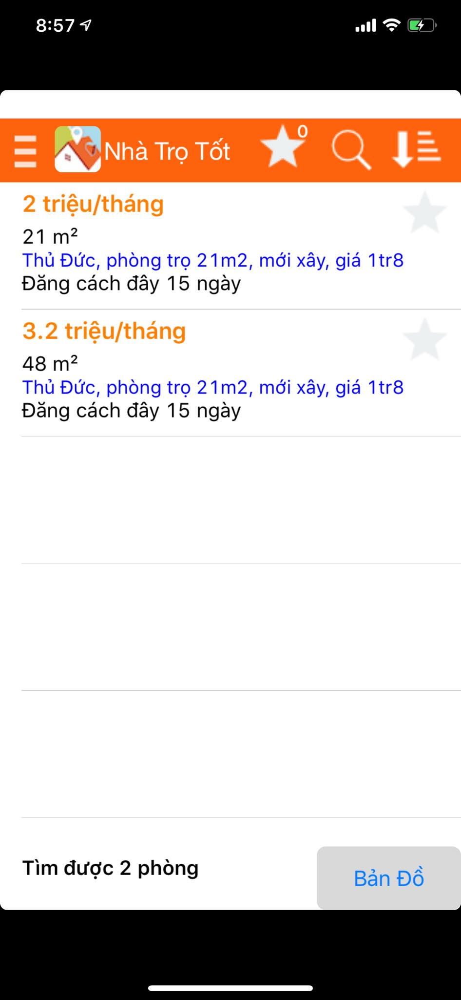 8:57
Nhà Trọ Tốt
0
2 triệu/tháng
21 m²
Thủ Đức, phòng trọ 21m2, mới xây, giá 1tr8
Đăng cách đây 15 ngày
3.2 triệu/tháng
48 m²
Thủ Đức, phòng trọ 21m2, mới xây, giá 1tr8
Đăng cách đây 15 ngày
Tìm được 2 phòng
Bản Đồ